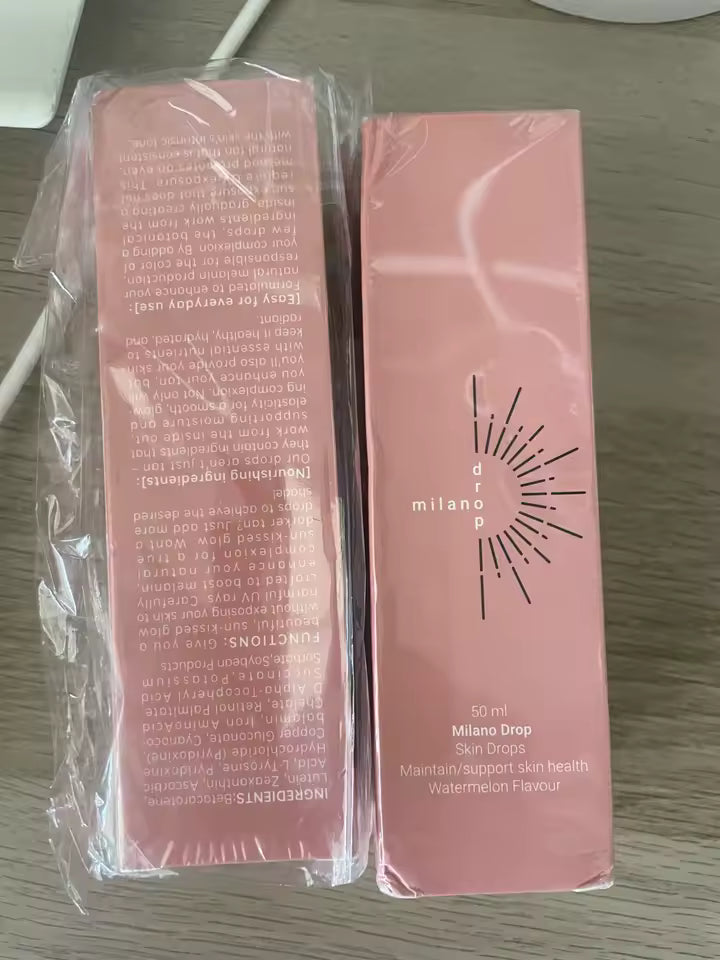 INGREDIENTS:Betacarotene,
Lutein, Zeaxanthin, Ascorbic
Acid, L-Tyrosine, Pyridoxine
Hydrochloride (Pyridoxine),
Copper Gluconate, Cyanoco-
balamin, Iron AminoAcid
Chelate, Retinol Palmitate
D Alpha-Tocopheryl Acid
Succinate,Potassium
Sorbate,Soybean Products
FUNCTIONS: Give you a
beautiful, sun-kissed glow
without exposing your skin to
harmful UV rays. Carefully
crafted to boost melanin,
enhance your natural
complexion for a true
sun-kissed glow. Want a
darker tan? Just add more
drops to achieve the desired
shade!
[Nourishing Ingredients]:
Our drops aren't just tan –
they contain ingredients that
work from the inside out,
supporting moisture and
elasticity for a smooth, glow-
ing complexion. Not only will
you enhance your tan, but
you'll also provide your skin
with essential nutrients to
keep it healthy, hydrated, and
radiant.
[Easy for everyday use]:
Formulated to enhance your
natural melanin production,
responsible for the color of
your complexion. By adding a
few drops, the botanical
ingredients work from the
inside, gradually creating a
sun exposure that does not
require UV exposure. This
method promotes an even,
natural tan that is consistent
with the skin's intrinsic tone.
milano
drop
50 ml
Milano Drop
Skin Drops
Maintain/support skin health
Watermelon Flavour